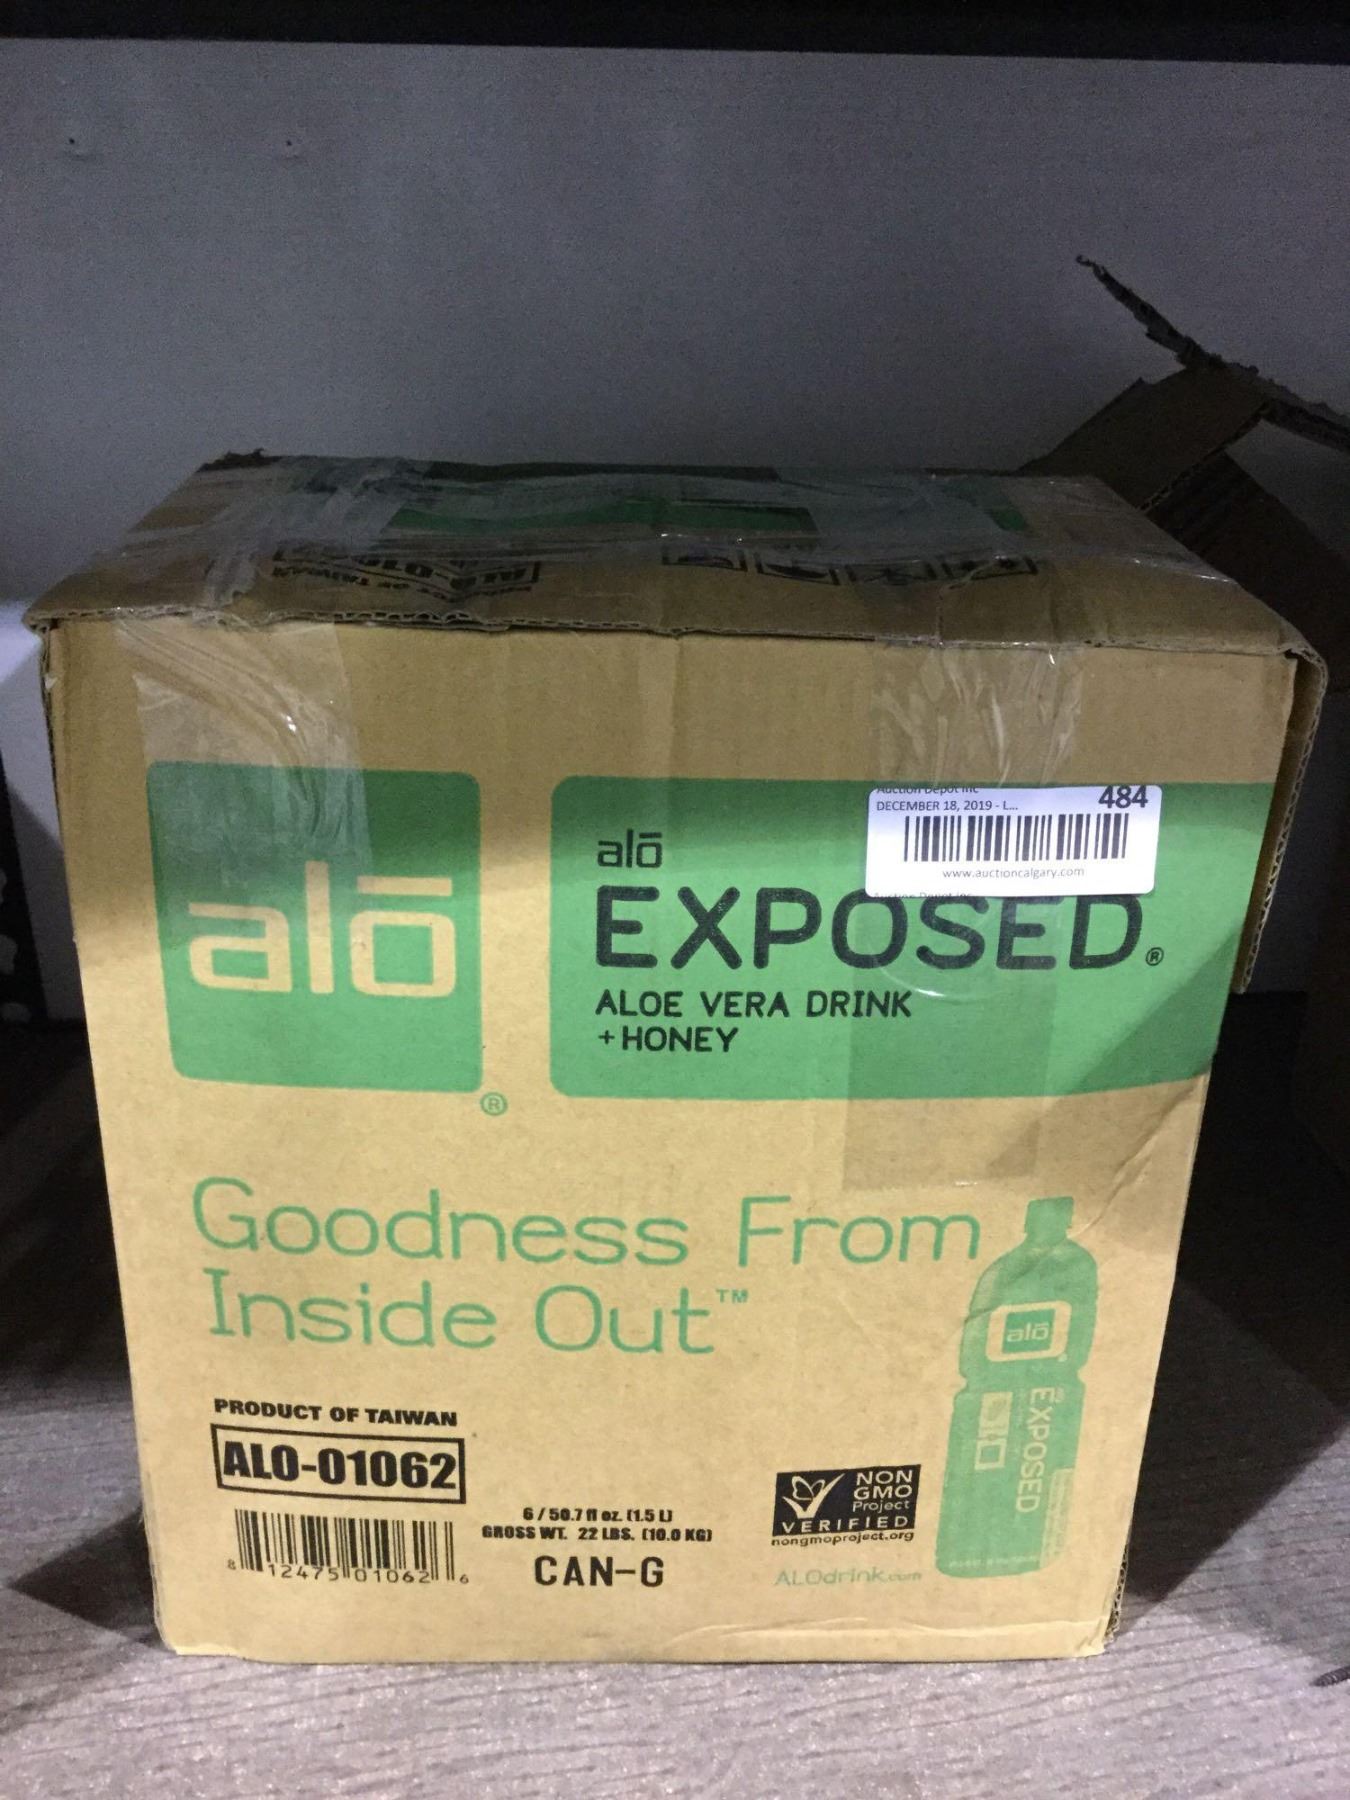 Auction Depot Inc
DECEMBER 18, 2019 - L... 484
www.auctioncalgary.com
alō
alō
EXPOSED®
ALOE VERA DRINK
+HONEY
®
Goodness From
Inside Out™
PRODUCT OF TAIWAN
ALO-01062
8 12475 01062 6
6 / 50.7 fl oz. (1.5 L)
GROSS WT. 22 LBS. (10.0 KG)
CAN-G
NON
GMO
Project
VERIFIED
nongmoproject.org
ALOdrink.com
alō
EXPOSED